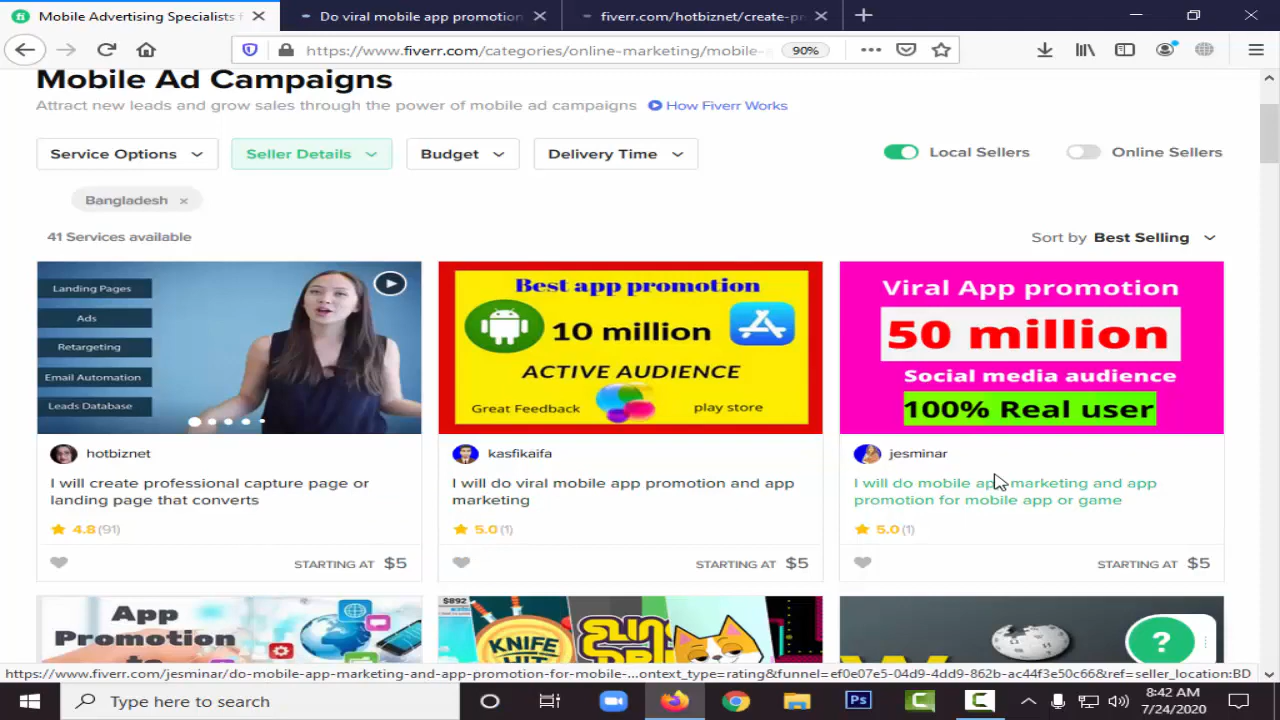 Mobile Advertising Specialists f
Do viral mobile app promotion
fiverr.com/hotbiznet/create-pr
https://www.fiverr.com/categories/online-marketing/mobile-a
90%
Mobile Ad Campaigns
Attract new leads and grow sales through the power of mobile ad campaigns
How Fiverr Works
Service Options
Seller Details
Budget
Delivery Time
Local Sellers
Online Sellers
Bangladesh ×
41 Services available
Sort by Best Selling
Landing Pages
Ads
Retargeting
Email Automation
Leads Database
Best app promotion
10 million
ACTIVE AUDIENCE
Great Feedback
play store
Viral App promotion
50 million
Social media audience
100% Real user
hotbiznet
kasfikaifa
jesminar
I will create professional capture page or
landing page that converts
I will do viral mobile app promotion and app
marketing
I will do mobile app marketing and app
promotion for mobile app or game
4.8 (91)
5.0 (1)
5.0 (1)
STARTING AT $5
STARTING AT $5
STARTING AT $5
App
Promotion
$892
KNIFE
HIT
?
https://www.fiverr.com/jesminar/do-mobile-app-marketing-and-app-promotion-for-mobile-...ontext_type=rating&funnel=ef0e07e5-04d9-4dd9-862b-ac44f3e50c66&ref=seller_location:BD
Type here to search
Ps
8:42 AM
7/24/2020